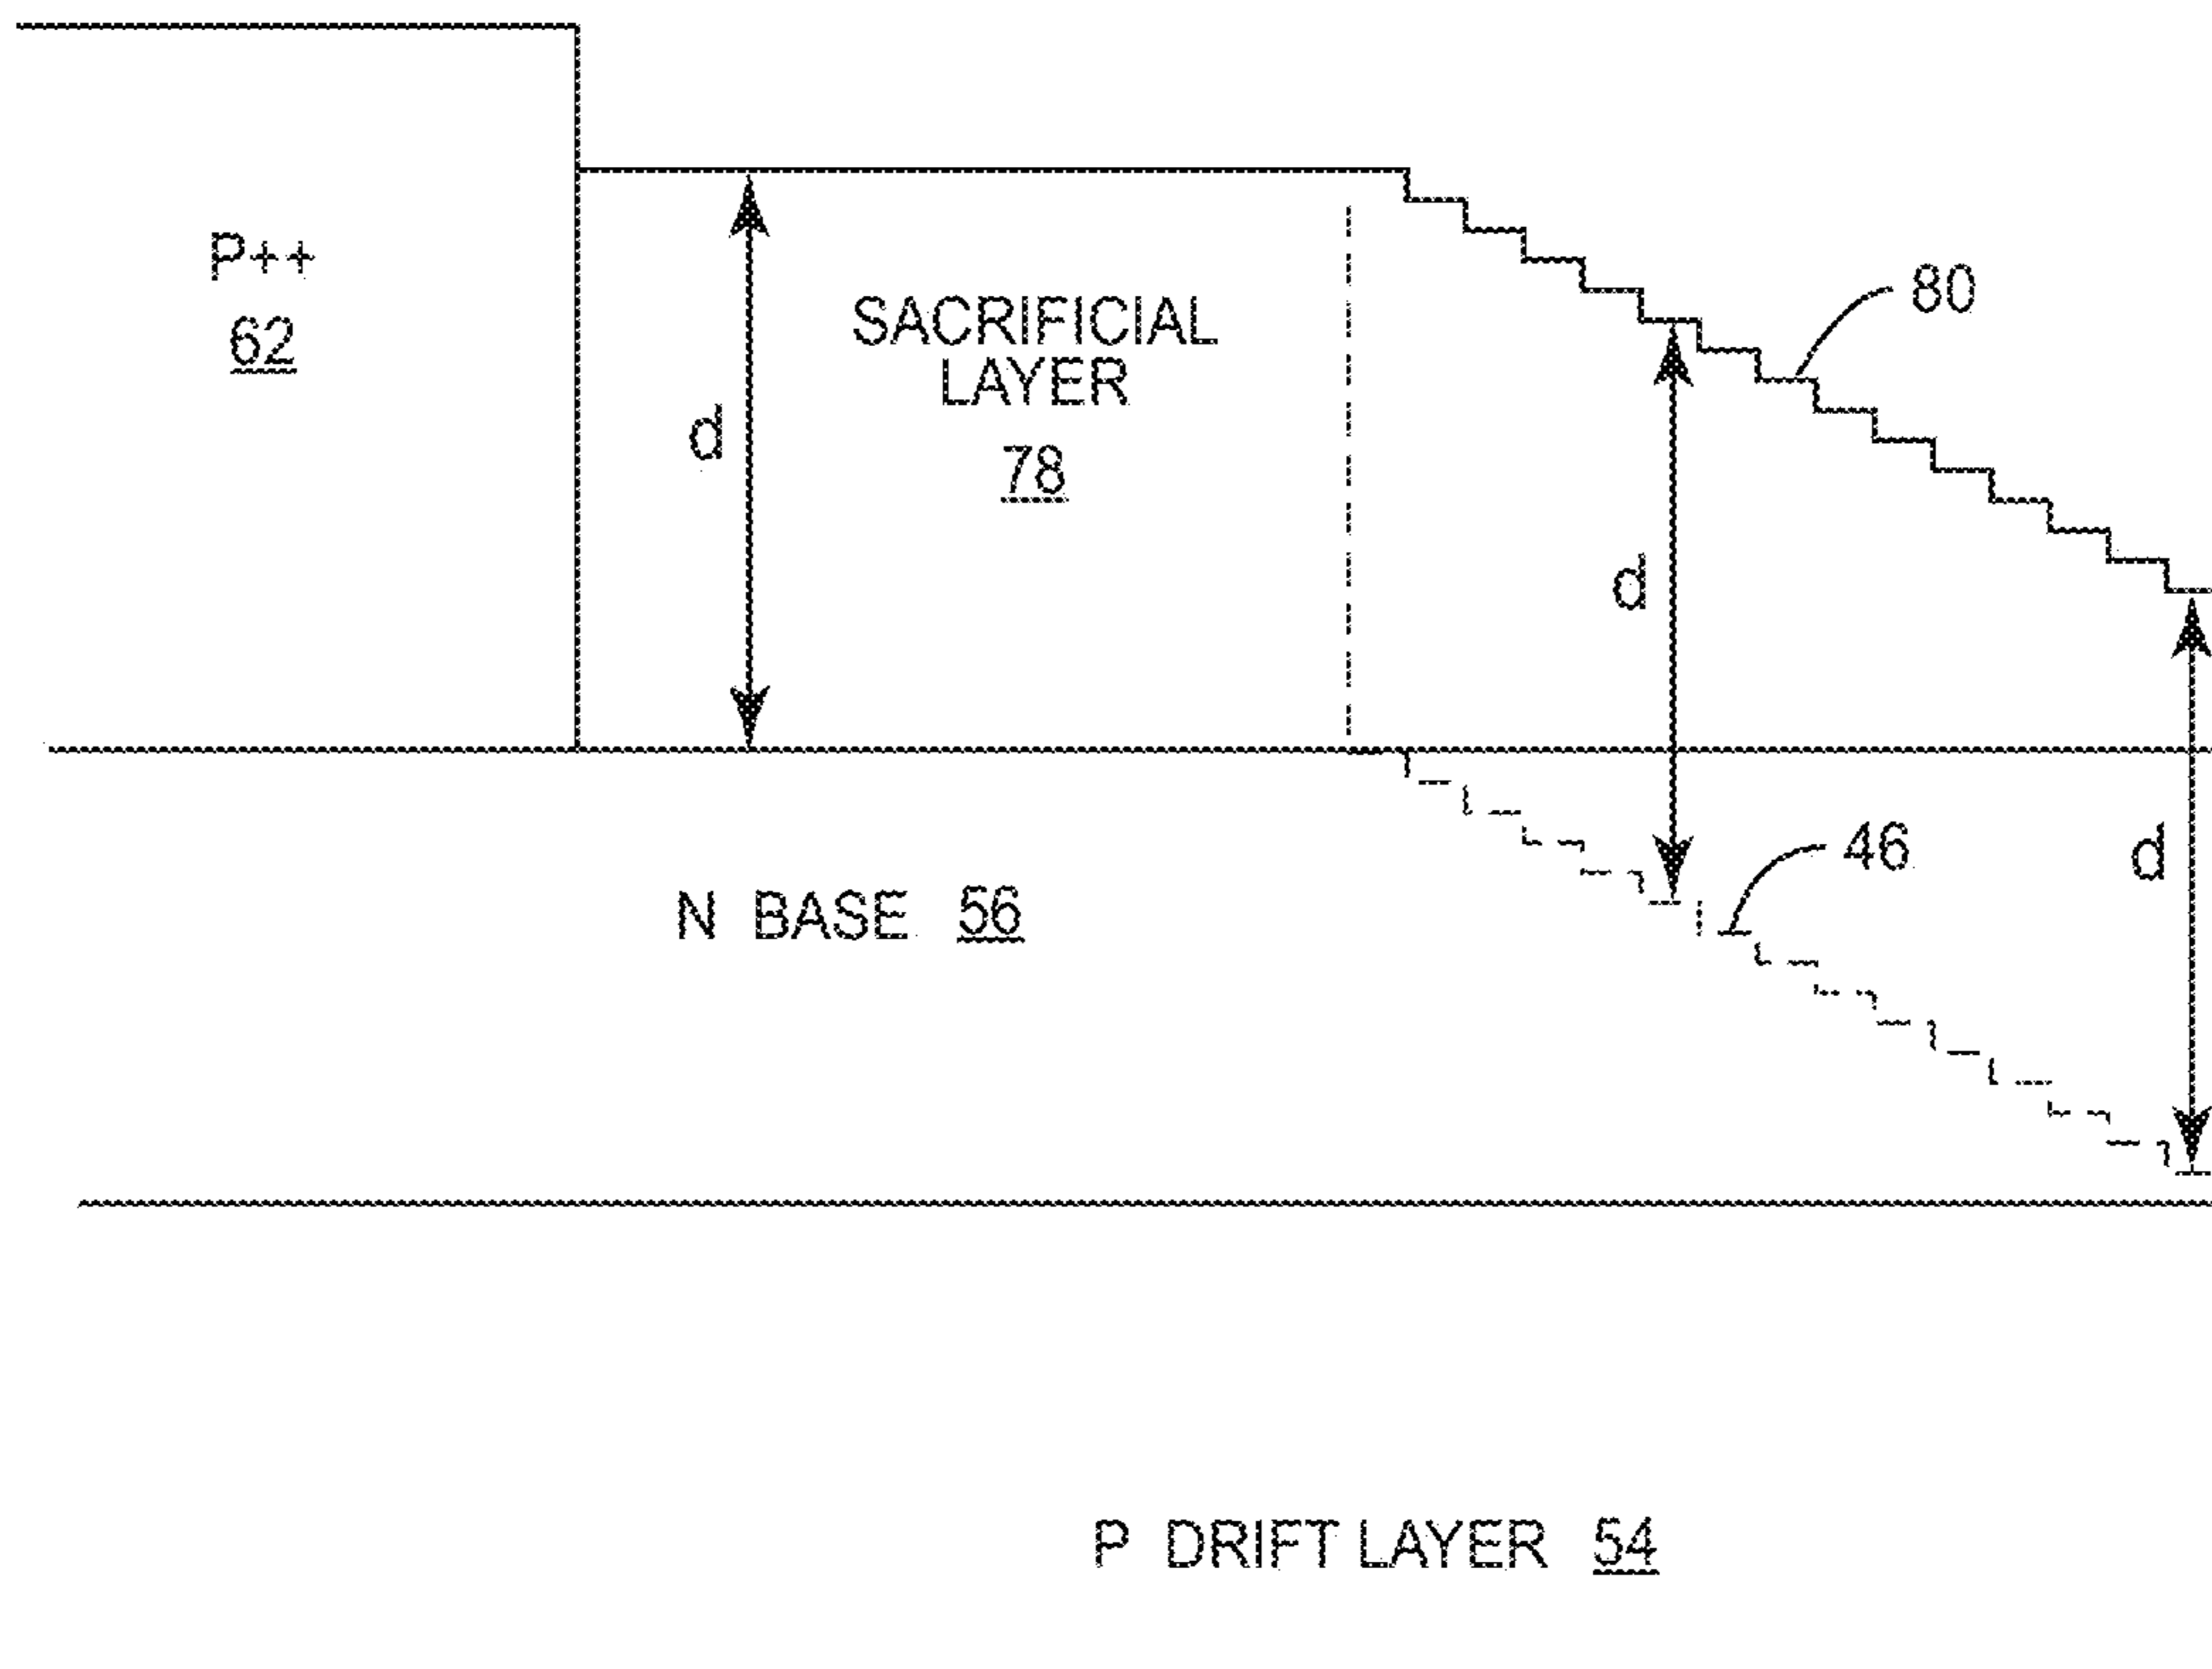 P++
62
SACRIFICIAL
LAYER
78
d
80
d
46
d
N BASE 56
P DRIFT LAYER 54